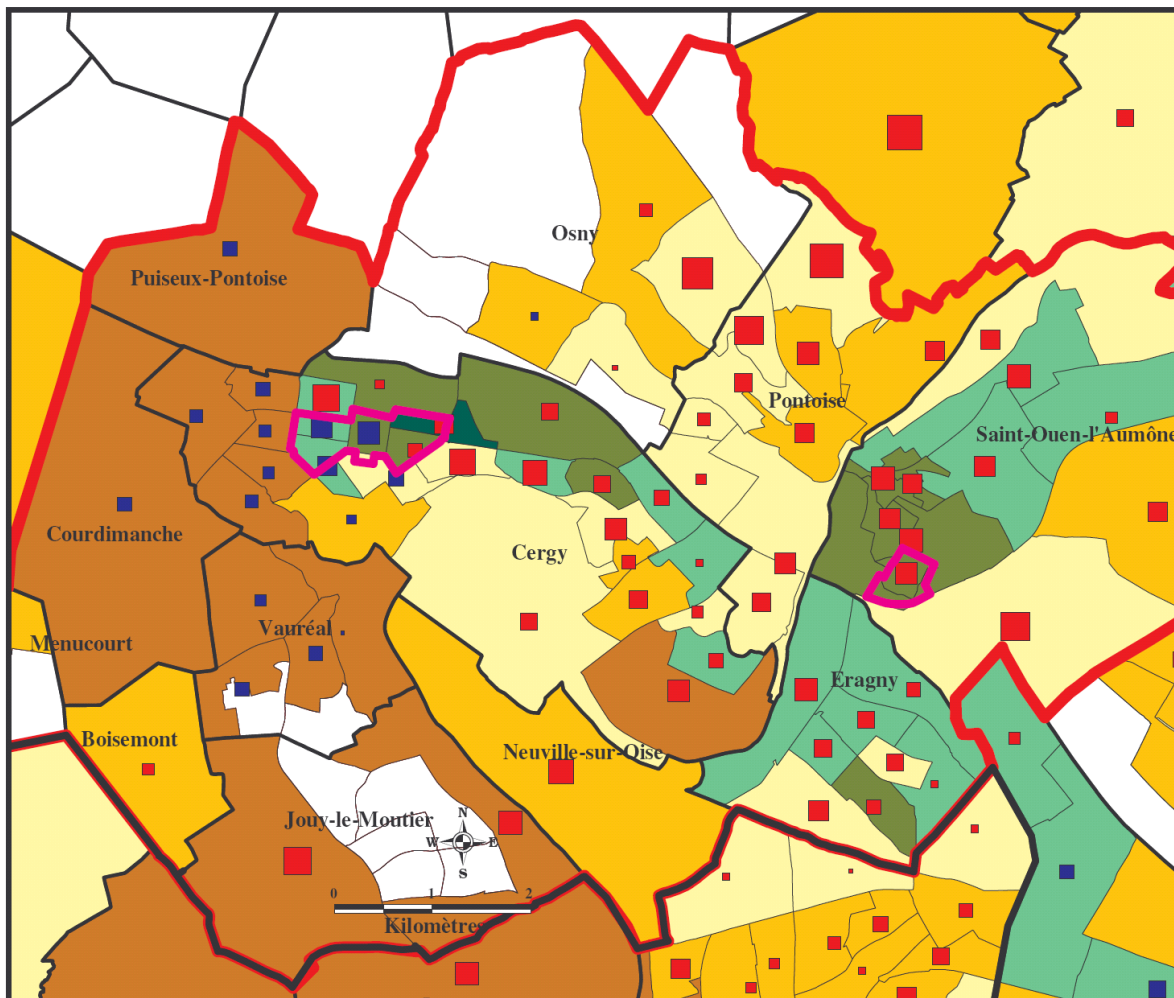 Osny
Puiseux-Pontoise
Pontoise
Saint-Ouen-l'Aumône
Courdimanche
Cergy
Vauréal
Menucourt
Eragny
Boisemont
Neuville-sur-Oise
Jouy-le-Moutier
N
W E
S
0 1 2
Kilomètres